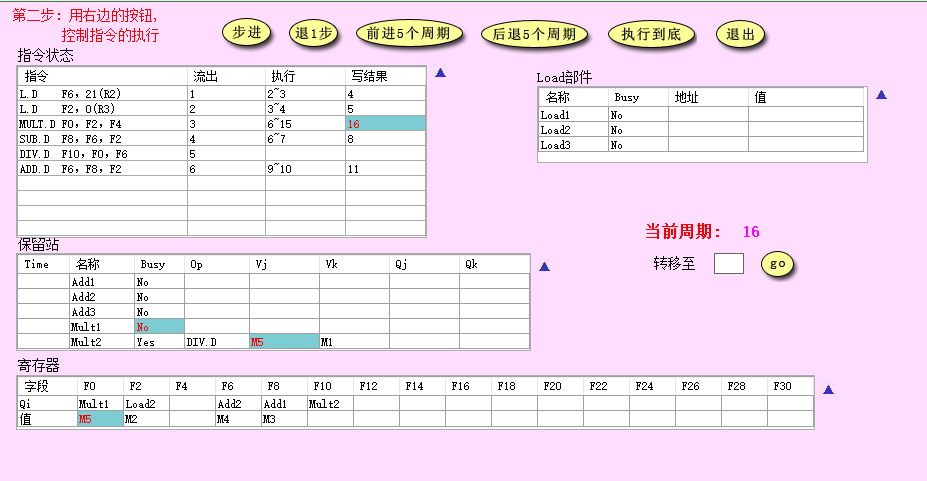 第二步：用右边的按钮，
控制指令的执行
步进 退1步 前进5个周期 后退5个周期 执行到底 退出
指令状态
指令 流出 执行 写结果
L.D F6，21(R2) 1 2~3 4
L.D F2，0(R3) 2 3~4 5
MULT.D F0，F2，F4 3 6~15 16
SUB.D F8，F6，F2 4 6~7 8
DIV.D F10，F0，F6 5
ADD.D F6，F8，F2 6 9~10 11
Load部件
名称 Busy 地址 值
Load1 No
Load2 No
Load3 No
当前周期： 16
转移至 go
保留站
Time 名称 Busy Op Vj Vk Qj Qk
Add1 No
Add2 No
Add3 No
Mult1 No
Mult2 Yes DIV.D M5 M1
寄存器
字段 F0 F2 F4 F6 F8 F10 F12 F14 F16 F18 F20 F22 F24 F26 F28 F30
Qi Mult1 Load2 Add2 Add1 Mult2
值 M5 M2 M4 M3